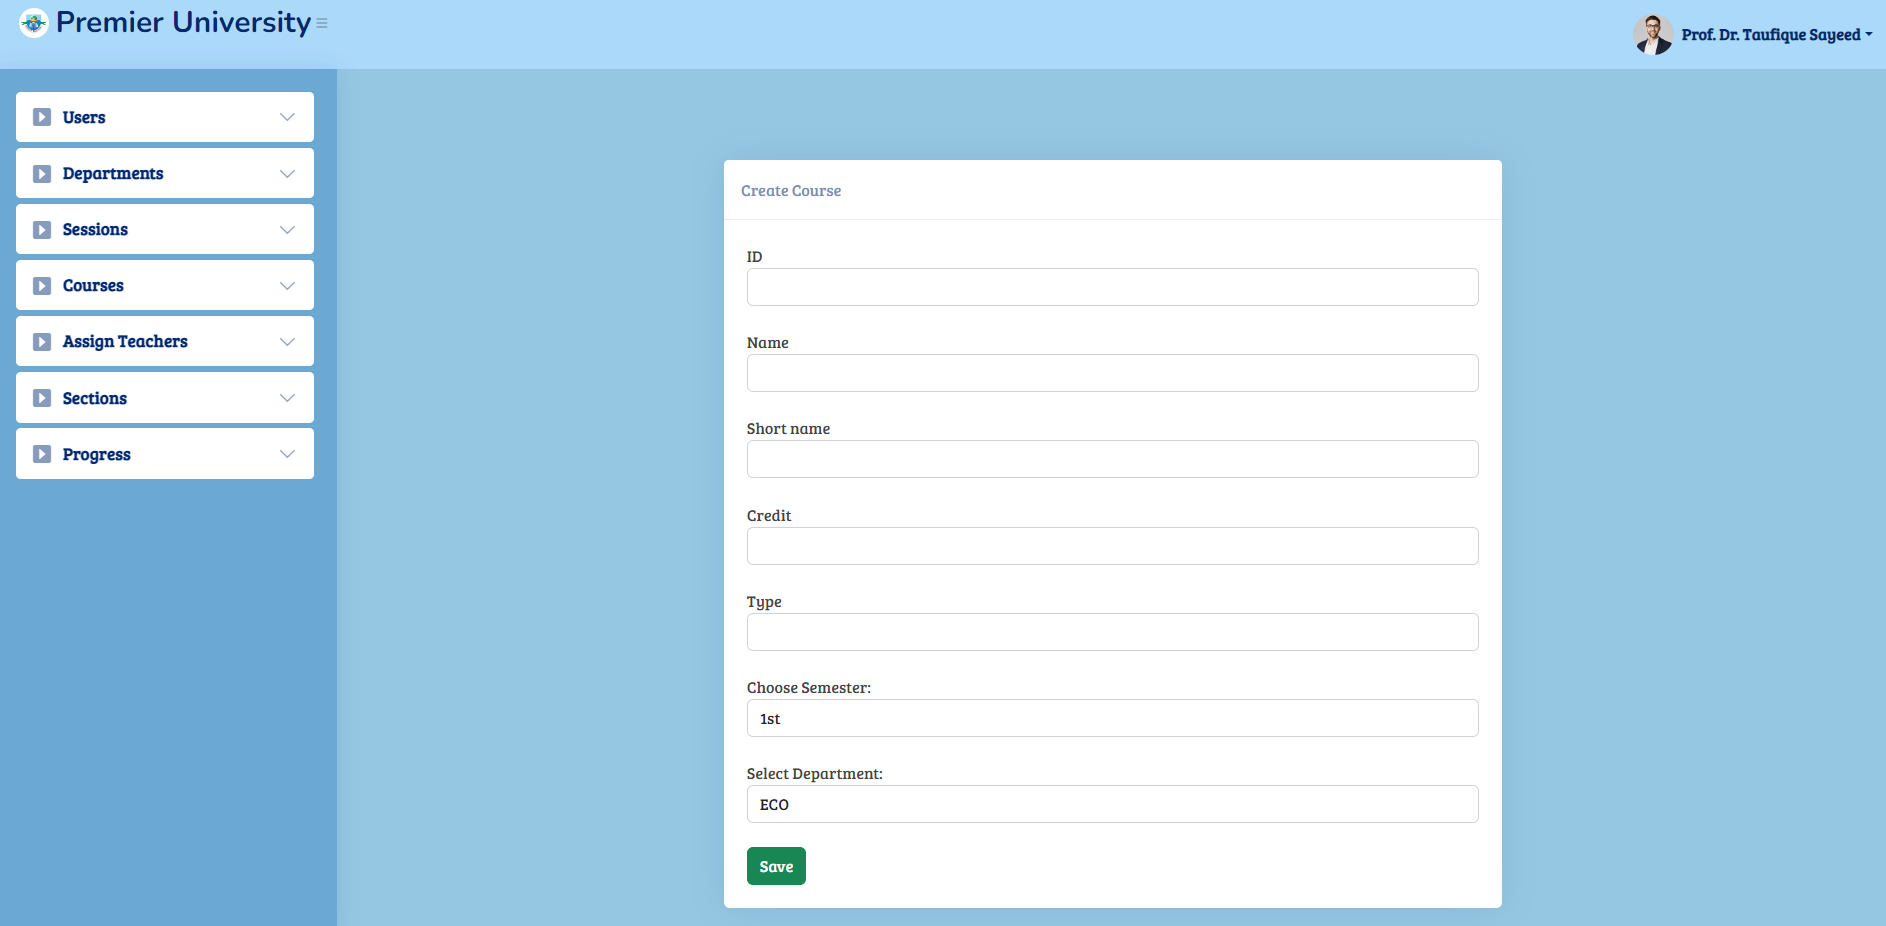 Premier University
Prof. Dr. Taufique Sayeed
Users
Departments
Sessions
Courses
Assign Teachers
Sections
Progress
Create Course
ID
Name
Short name
Credit
Type
Choose Semester:
1st
Select Department:
ECO
Save